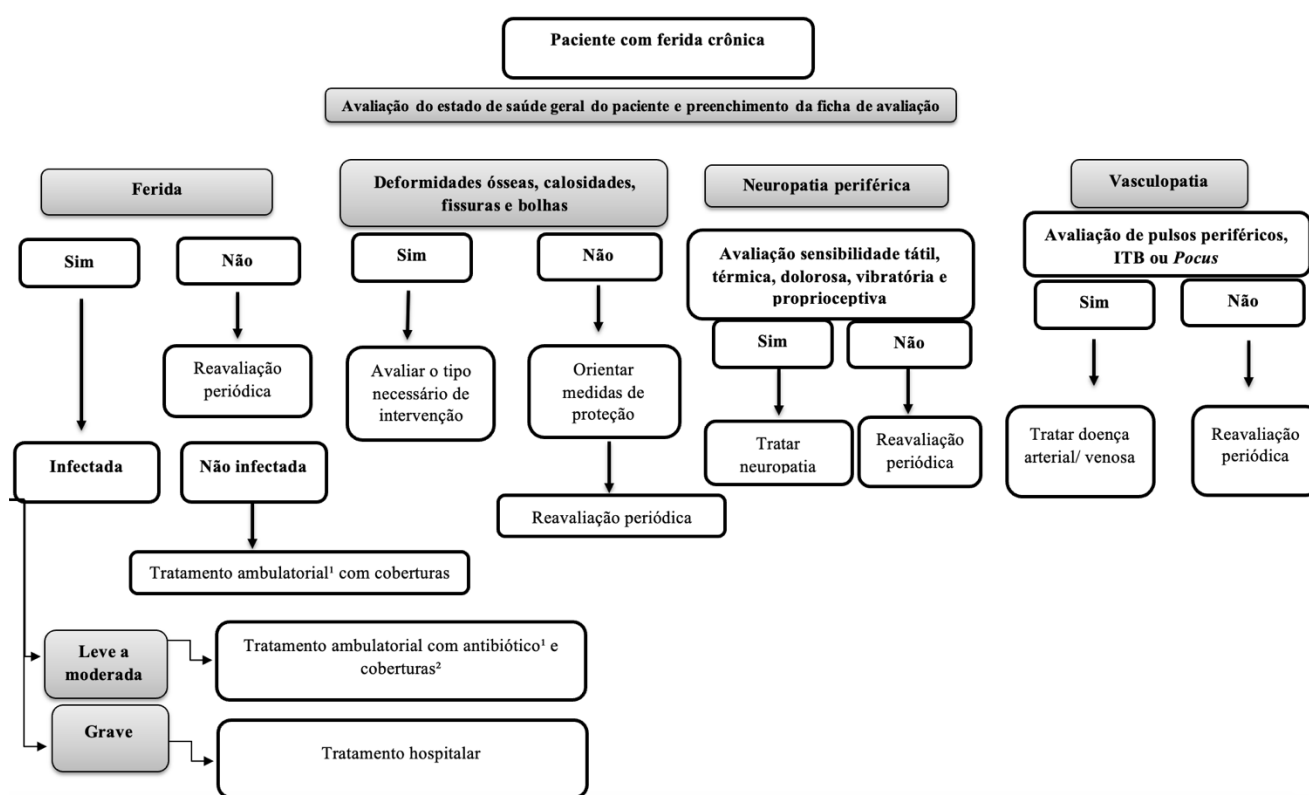 Paciente com ferida crônica
Avaliação do estado de saúde geral do paciente e preenchimento da ficha de avaliação
Ferida
Sim
Não
Reavaliação
periódica
Infectada
Não infectada
Tratamento ambulatorial¹ com coberturas
Leve a
moderada
Tratamento ambulatorial com antibiótico¹ e
coberturas²
Grave
Tratamento hospitalar
Deformidades ósseas, calosidades,
fissuras e bolhas
Sim
Não
Avaliar o tipo
necessário de
intervenção
Orientar
medidas de
proteção
Reavaliação periódica
Neuropatia periférica
Avaliação sensibilidade tátil,
térmica, dolorosa, vibratória e
proprioceptiva
Sim
Não
Tratar
neuropatia
Reavaliação
periódica
Vasculopatia
Avaliação de pulsos periféricos,
ITB ou Pocus
Sim
Não
Tratar doença
arterial/ venosa
Reavaliação
periódica